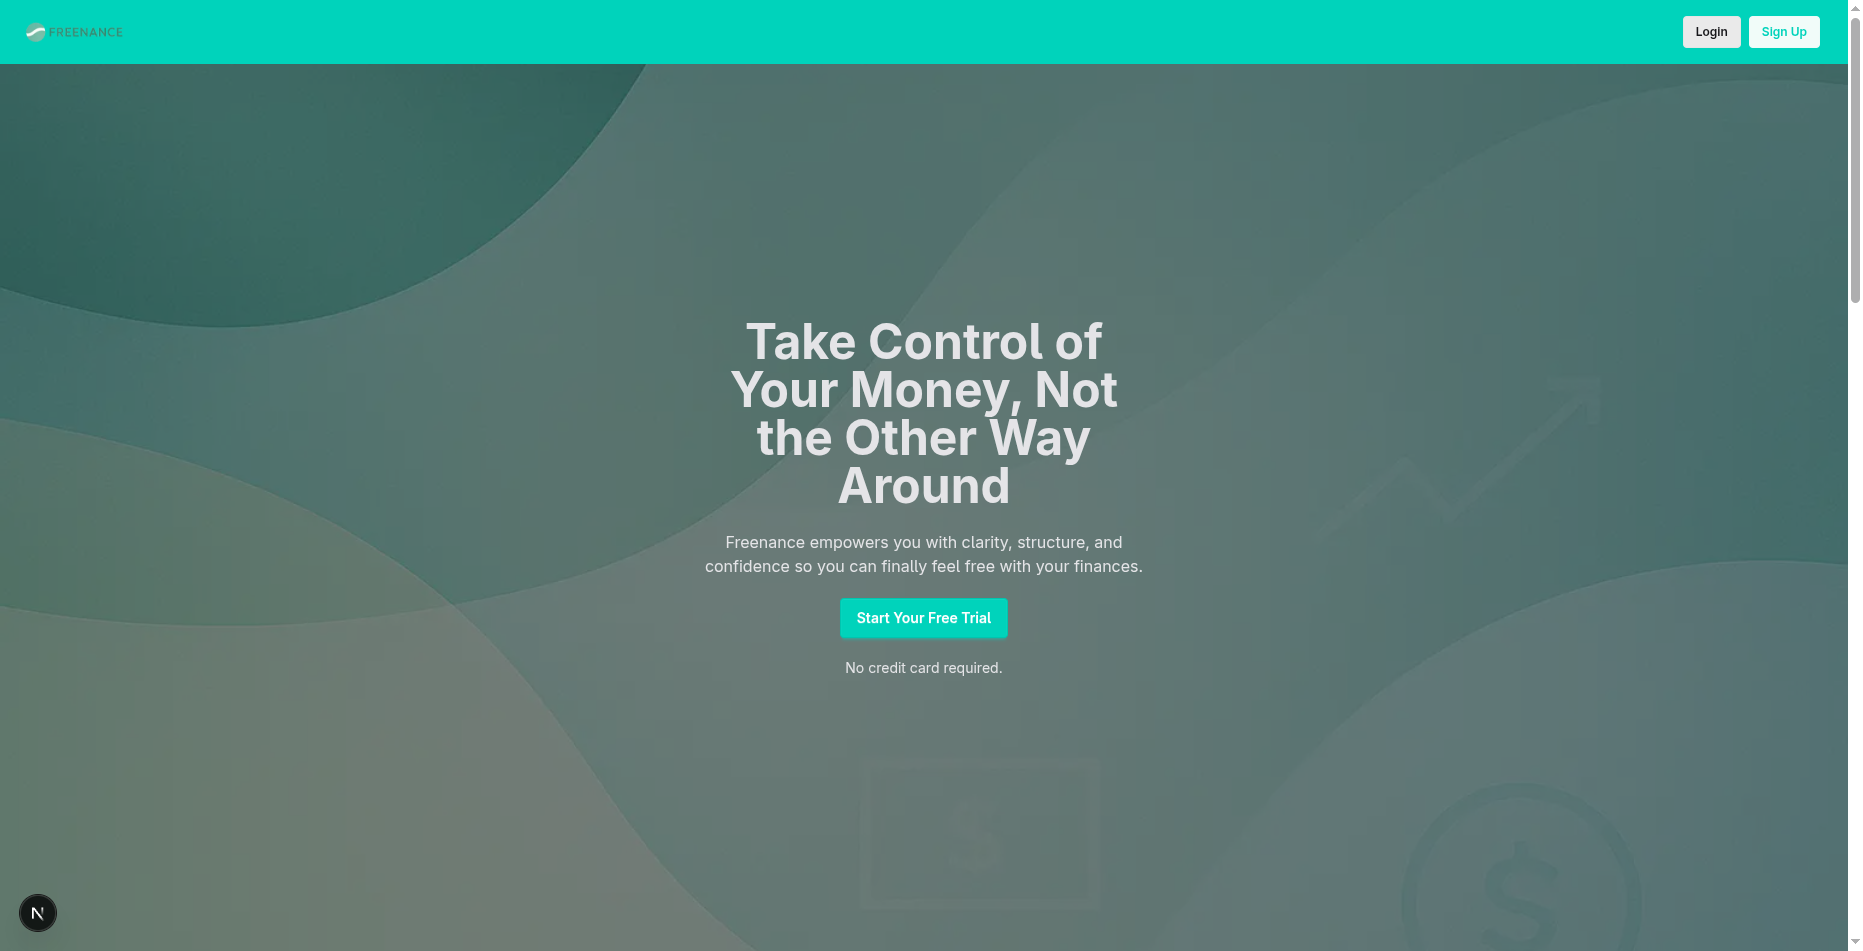 FREENANCE
Login
Sign Up
Take Control of
Your Money, Not
the Other Way
Around
Freenance empowers you with clarity, structure, and
confidence so you can finally feel free with your finances.
Start Your Free Trial
No credit card required.
$
$
N